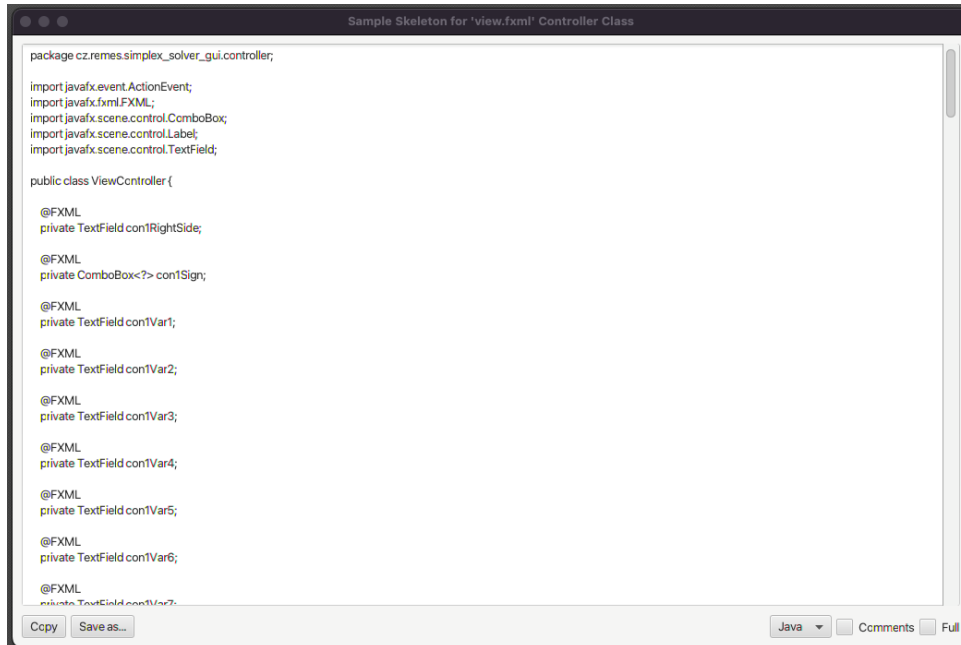 Sample Skeleton for 'view.fxml' Controller Class
package cz.remes.simplex_solver_gui.controller;
import javafx.event.ActionEvent;
import javafx.fxml.FXML;
import javafx.scene.control.ComboBox;
import javafx.scene.control.Label;
import javafx.scene.control.TextField;
public class ViewController {
@FXML
private TextField con1RightSide;
@FXML
private ComboBox<?> con1Sign;
@FXML
private TextField con1Var1;
@FXML
private TextField con1Var2;
@FXML
private TextField con1Var3;
@FXML
private TextField con1Var4;
@FXML
private TextField con1Var5;
@FXML
private TextField con1Var6;
@FXML
private TextField con1Var7;
Copy Save as... Java Comments Full